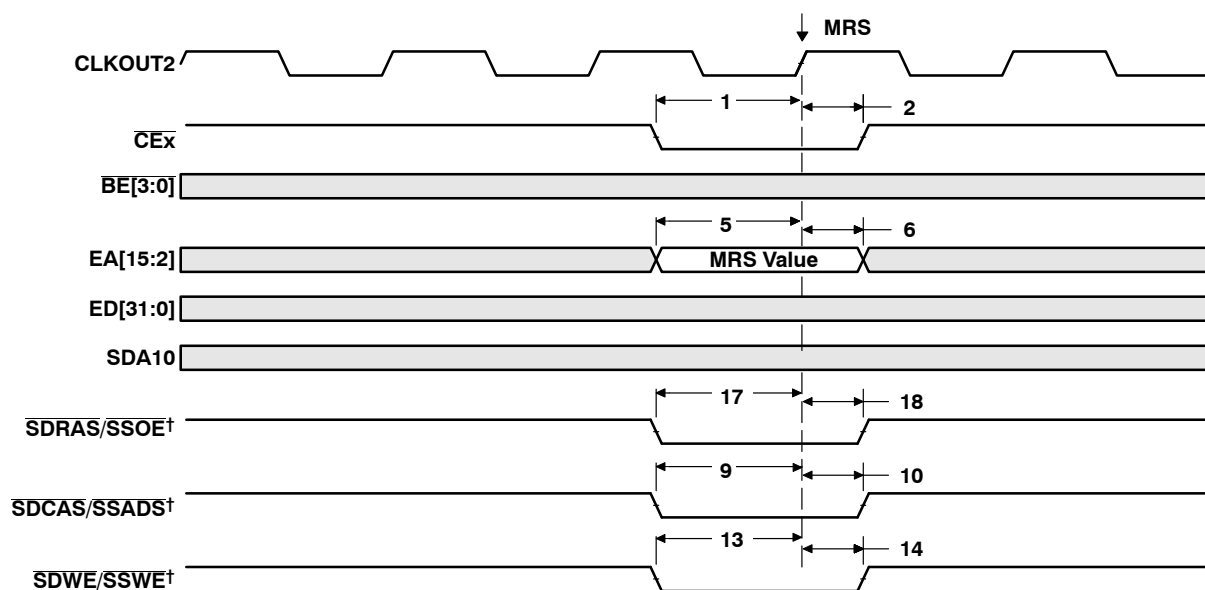 MRS
CLKOUT2
1
2
CEx
BE[3:0]
5
6
EA[15:2]
MRS Value
ED[31:0]
SDA10
17
18
SDRAS/SSOE†
9
10
SDCAS/SSADS†
13
14
SDWE/SSWE†